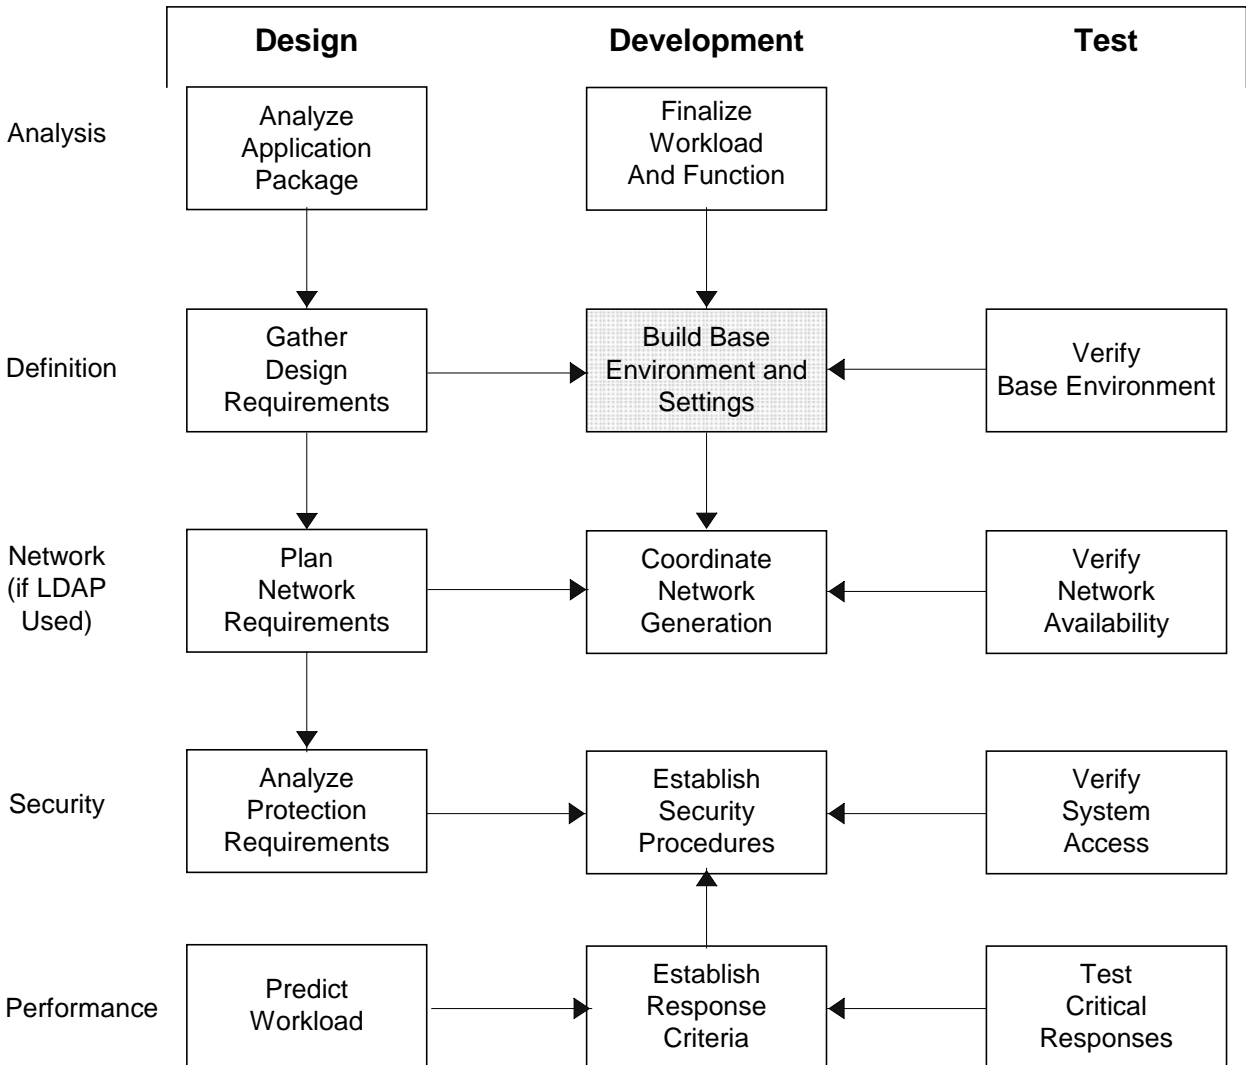 Design
Development
Test
Analysis
Analyze
Application
Package
Finalize
Workload
And Function
Definition
Gather
Design
Requirements
Build Base
Environment and
Settings
Verify
Base Environment
Network
(if LDAP
Used)
Plan
Network
Requirements
Coordinate
Network
Generation
Verify
Network
Availability
Security
Analyze
Protection
Requirements
Establish
Security
Procedures
Verify
System
Access
Performance
Predict
Workload
Establish
Response
Criteria
Test
Critical
Responses